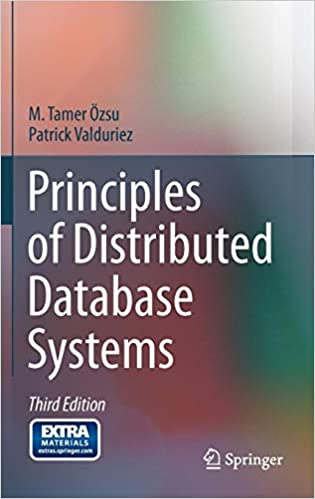 M. Tamer Özsu
Patrick Valduriez
Principles
of Distributed
Database
Systems
Third Edition
EXTRA
MATERIALS
extras.springer.com
Springer